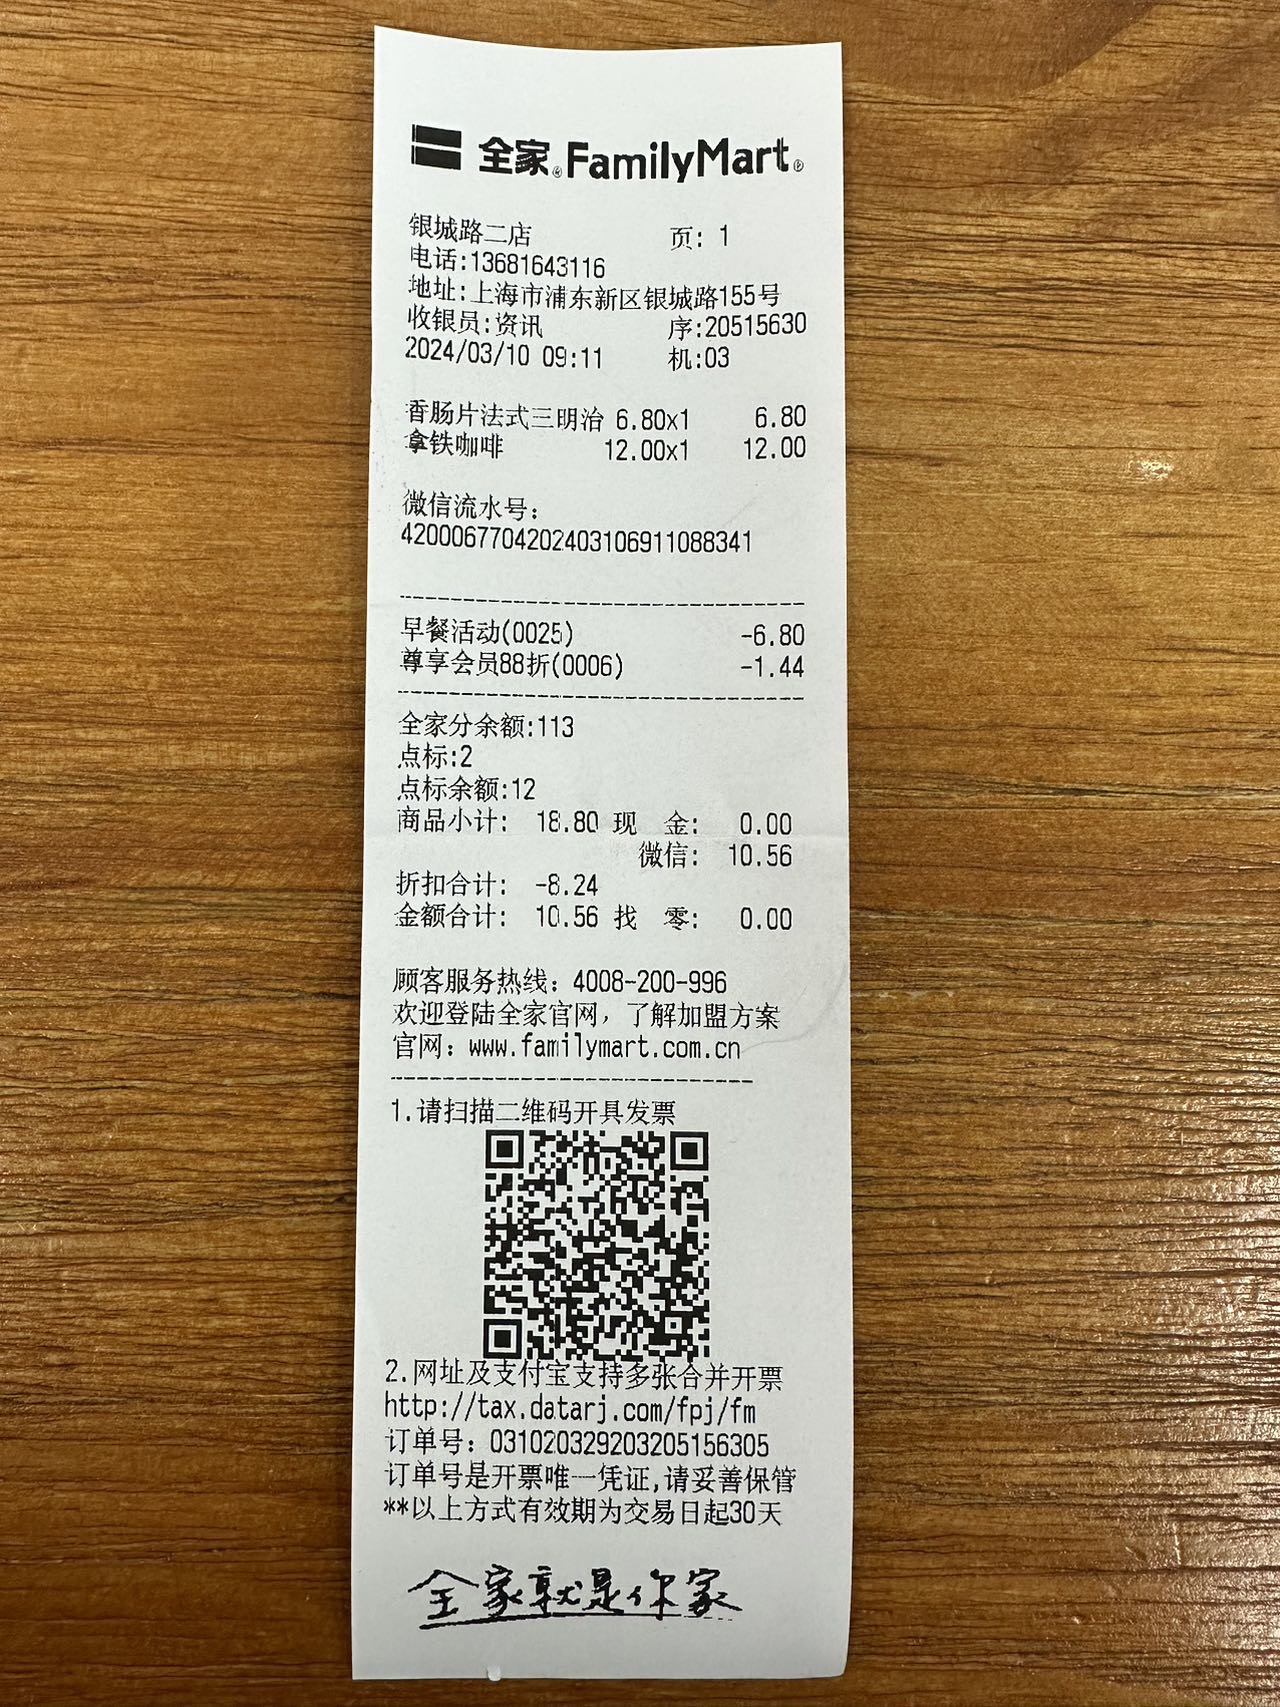 全家®FamilyMart®
银城路二店 页: 1
电话:13681643116
地址:上海市浦东新区银城路155号
收银员:资讯 序:20515630
2024/03/10 09:11 机:03
香肠片法式三明治 6.80x1 6.80
拿铁咖啡 12.00x1 12.00
微信流水号:
4200067704202403106911088341
早餐活动(0025) -6.80
尊享会员88折(0006) -1.44
全家分余额:113
点标:2
点标余额:12
商品小计: 18.80 现 金: 0.00
微信: 10.56
折扣合计: -8.24
金额合计: 10.56 找 零: 0.00
顾客服务热线: 4008-200-996
欢迎登陆全家官网，了解加盟方案
官网: www.familymart.com.cn
1.请扫描二维码开具发票
2.网址及支付宝支持多张合并开票
http://tax.datarj.com/fpj/fm
订单号: 031020329203205156305
订单号是开票唯一凭证,请妥善保管
**以上方式有效期为交易日起30天
全家就是你家